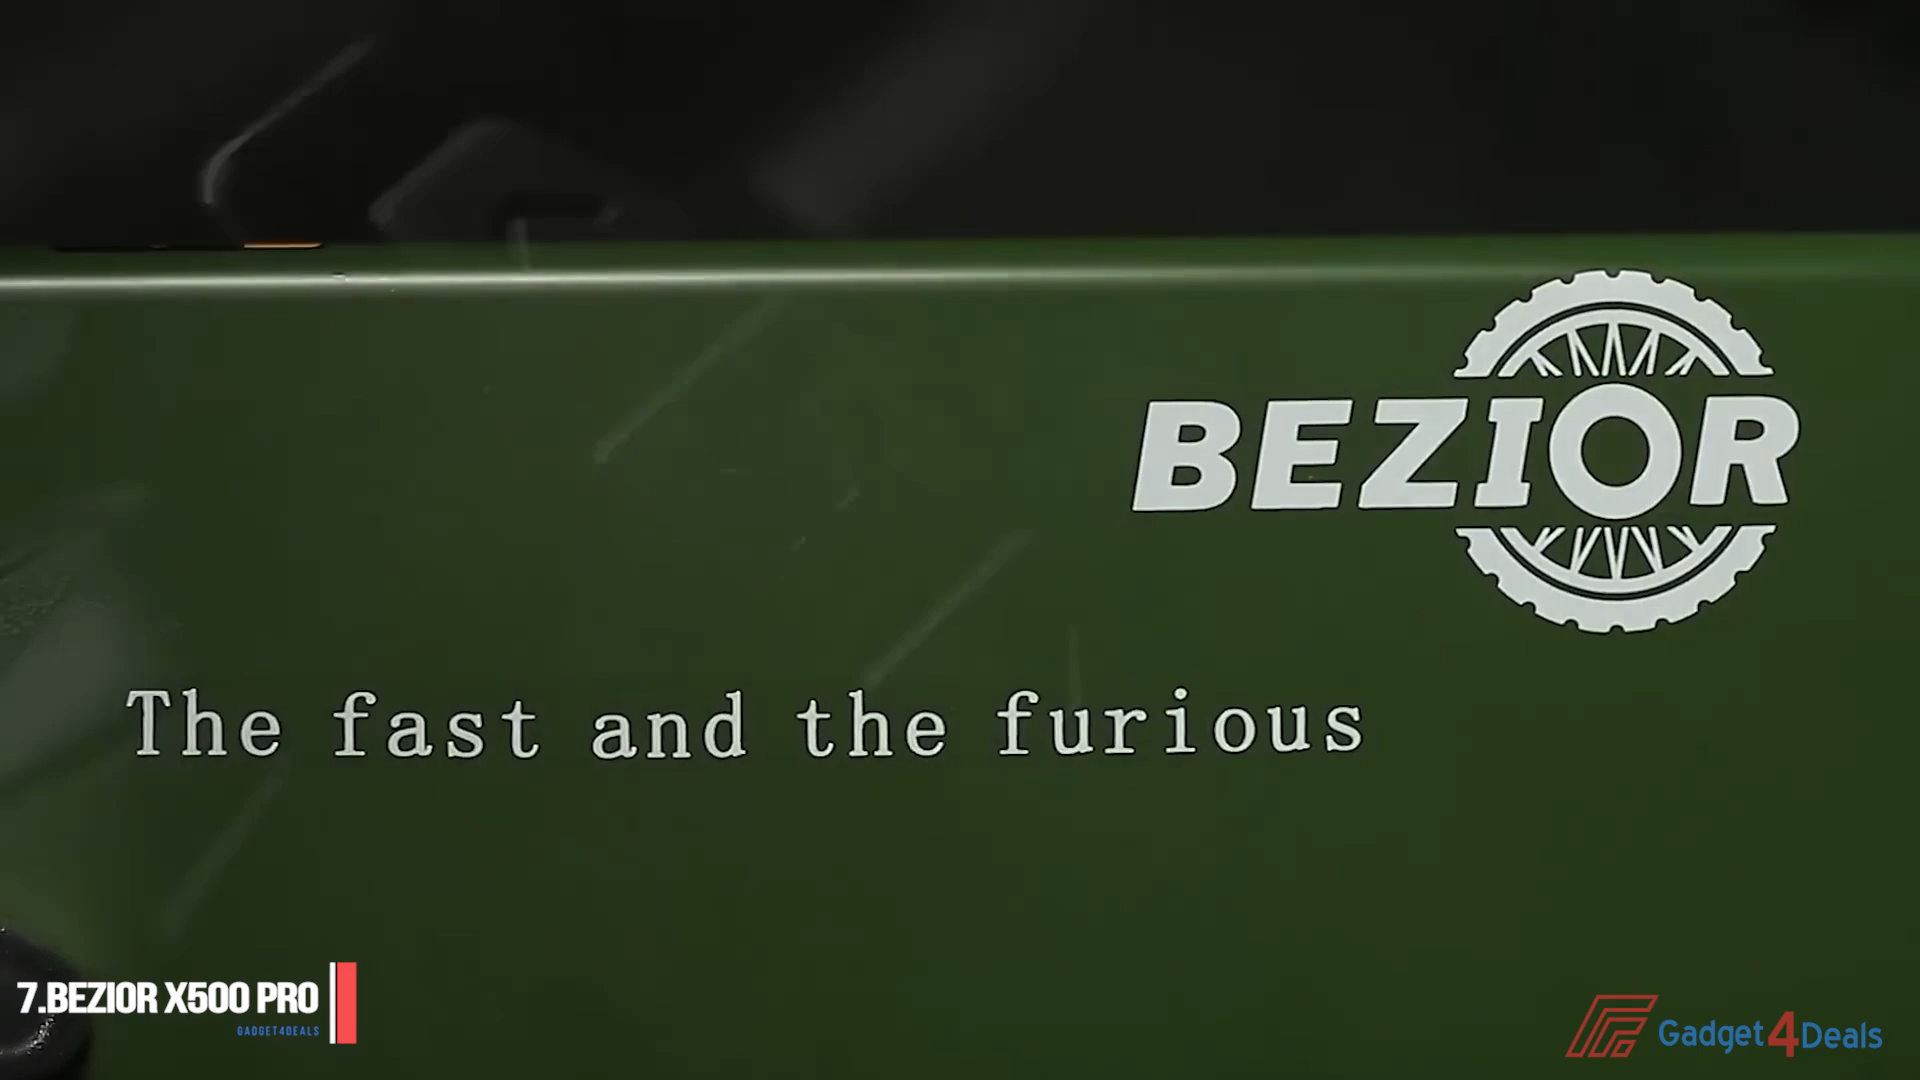 BEZIOR
The fast and the furious
7.BEZIOR X500 PRO
GADGET4DEALS
Gadget4Deals